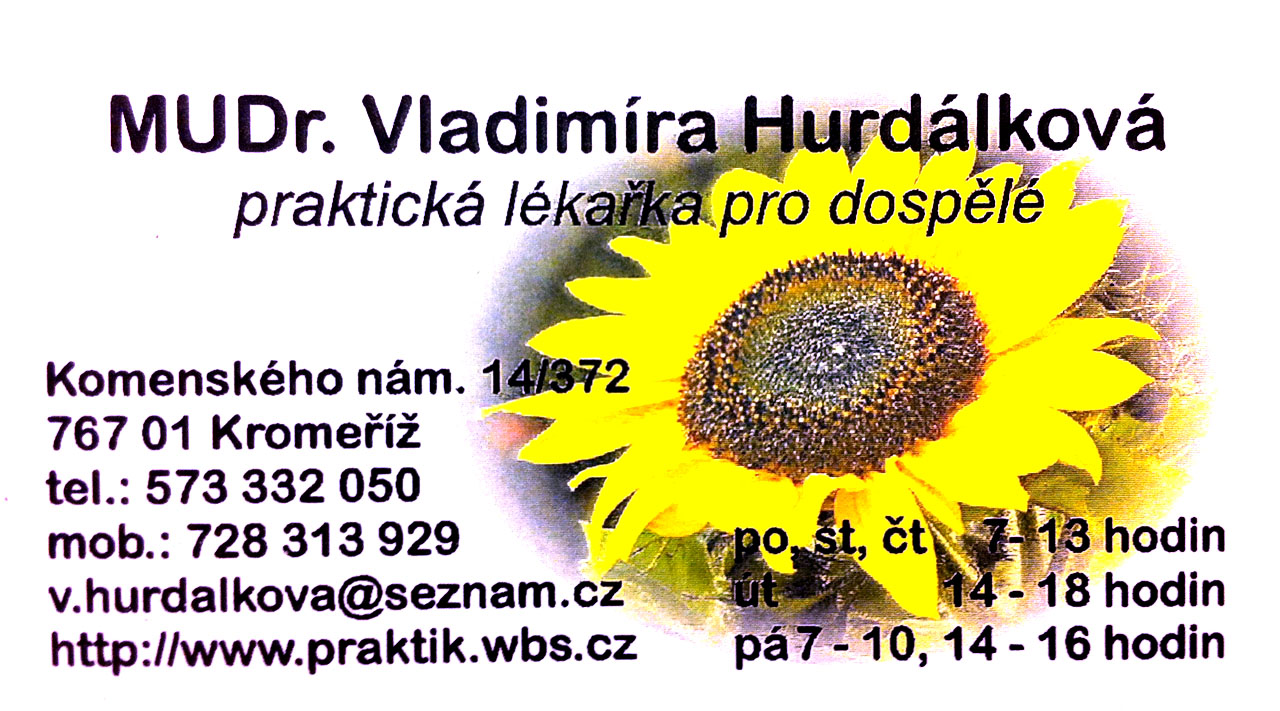 MUDr. Vladimíra Hurdálková
praktická lékařka pro dospělé
Komenského nám. 14/372
767 01 Kroměříž
tel.: 573 332 050
mob.: 728 313 929
v.hurdalkova@seznam.cz
http://www.praktik.wbs.cz
po, st, čt 7- 13 hodin
út 14 - 18 hodin
pá 7 - 10, 14 - 16 hodin